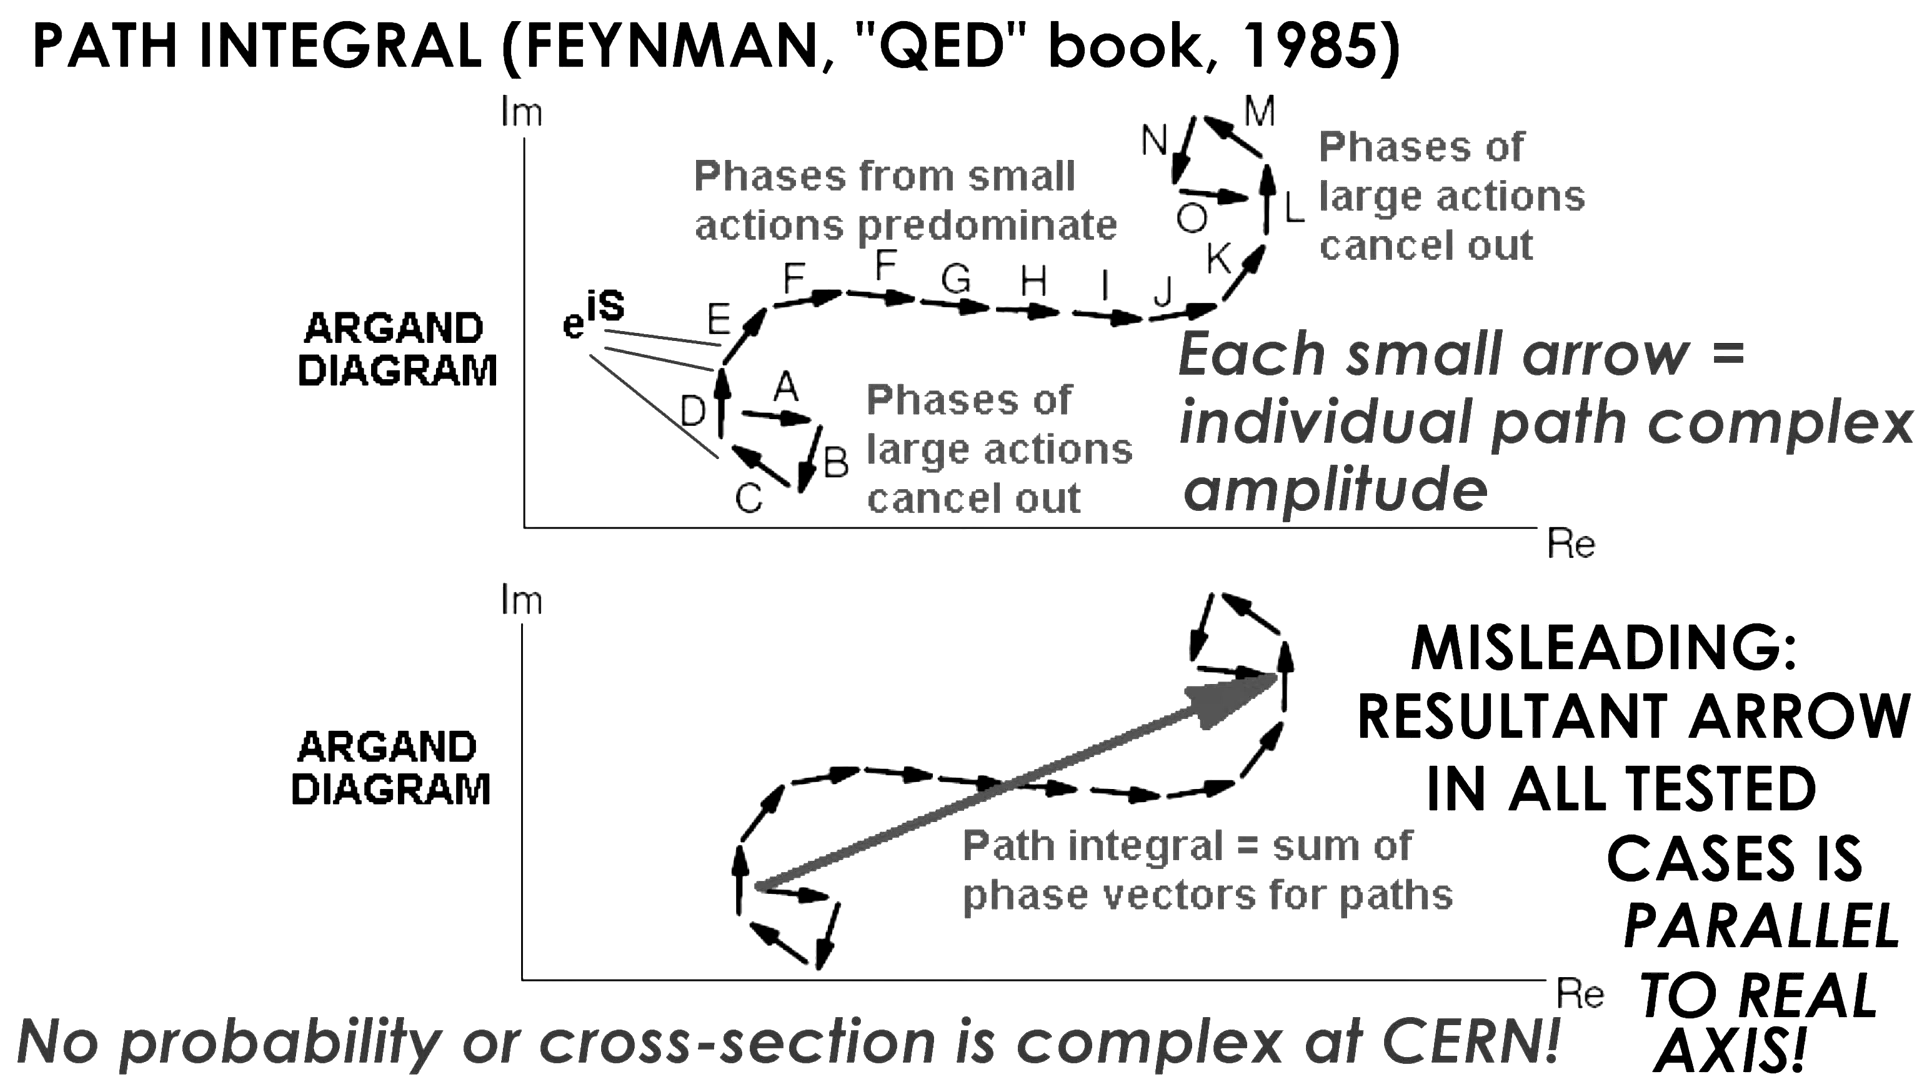 PATH INTEGRAL (FEYNMAN, "QED" book, 1985)
Im
M
N
Phases of
large actions
cancel out
Phases from small
actions predominate
O
L
K
F
F
G
H
I
J
E
e^iS
ARGAND
DIAGRAM
Each small arrow =
individual path complex
amplitude
D
A
B
C
Phases of
large actions
cancel out
Re
Im
MISLEADING:
RESULTANT ARROW
IN ALL TESTED
CASES IS
PARALLEL
TO REAL
AXIS!
ARGAND
DIAGRAM
Path integral = sum of
phase vectors for paths
Re
No probability or cross-section is complex at CERN!